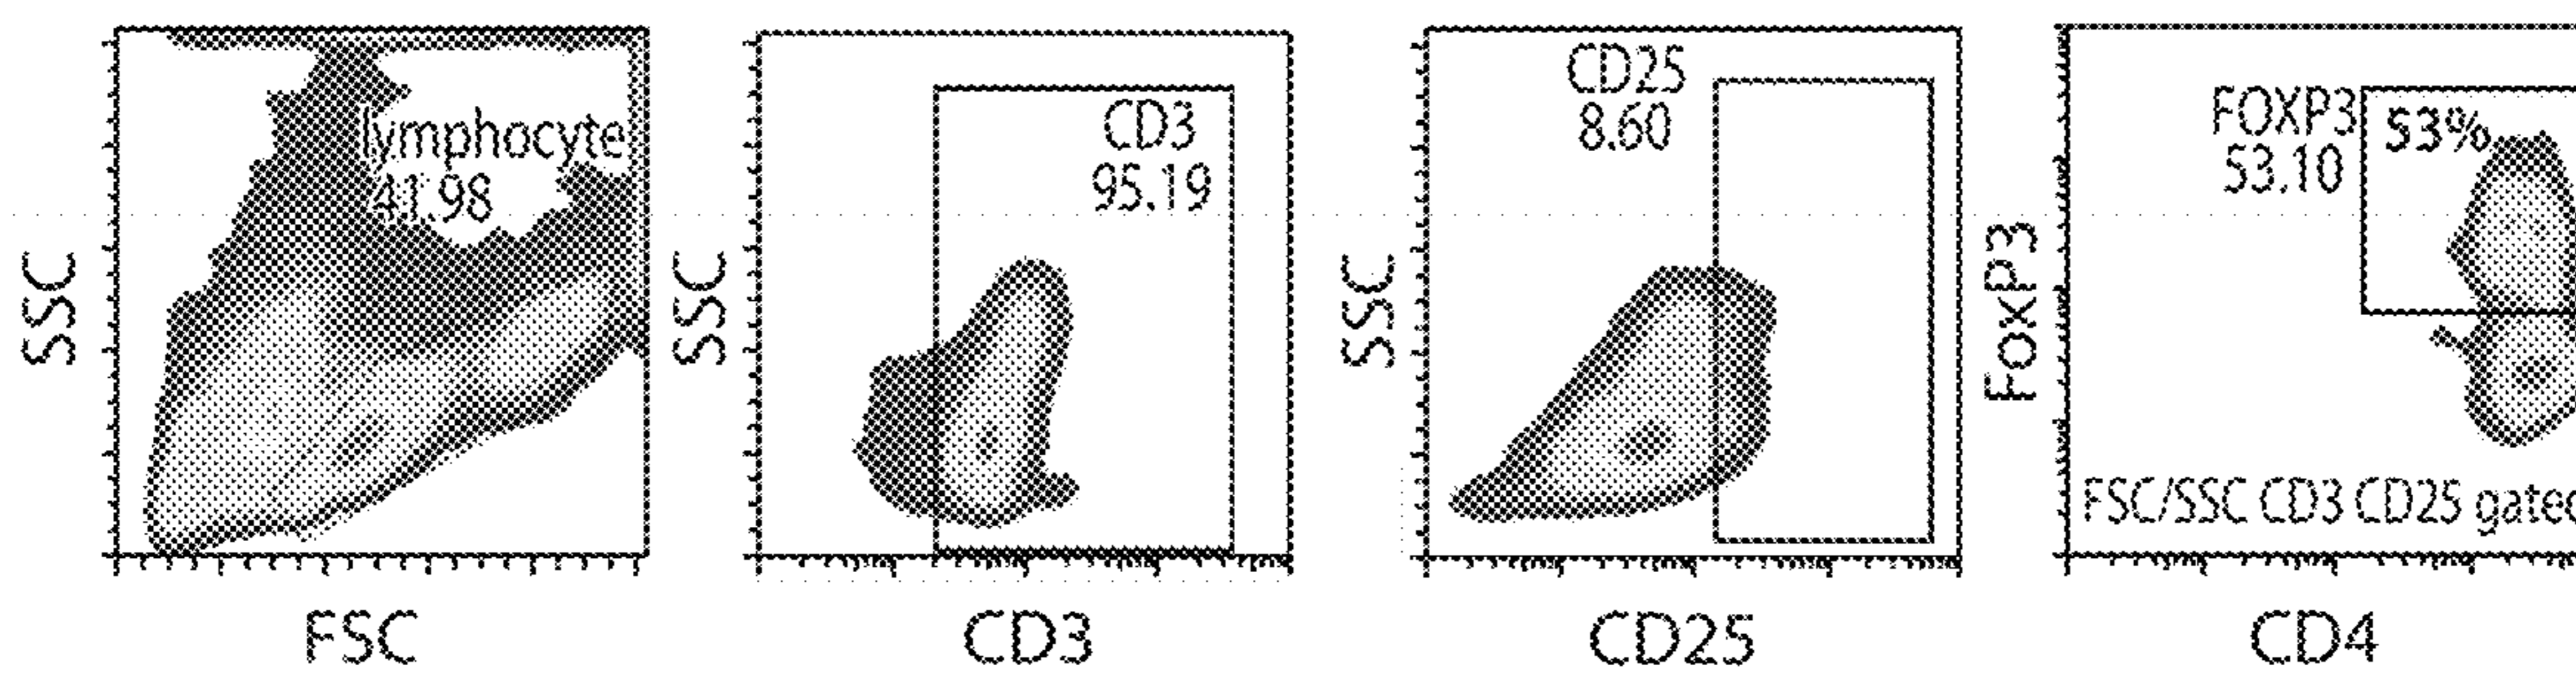 SSC
lymphocyte
41.98
FSC
SSC
CD3
95.19
CD3
SSC
CD25
8.60
CD25
FoxP3
FOXP3
53.10
53%
FSC/SSC CD3 CD25 gated
CD4